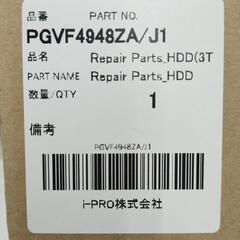 品番 PART NO.
PGVF4948ZA/J1
品名 Repair Parts_HDD(3T
PART NAME Repair Parts_HDD
数量/QTY 1
備考
PGVF4948ZA/J1
i-PRO株式会社